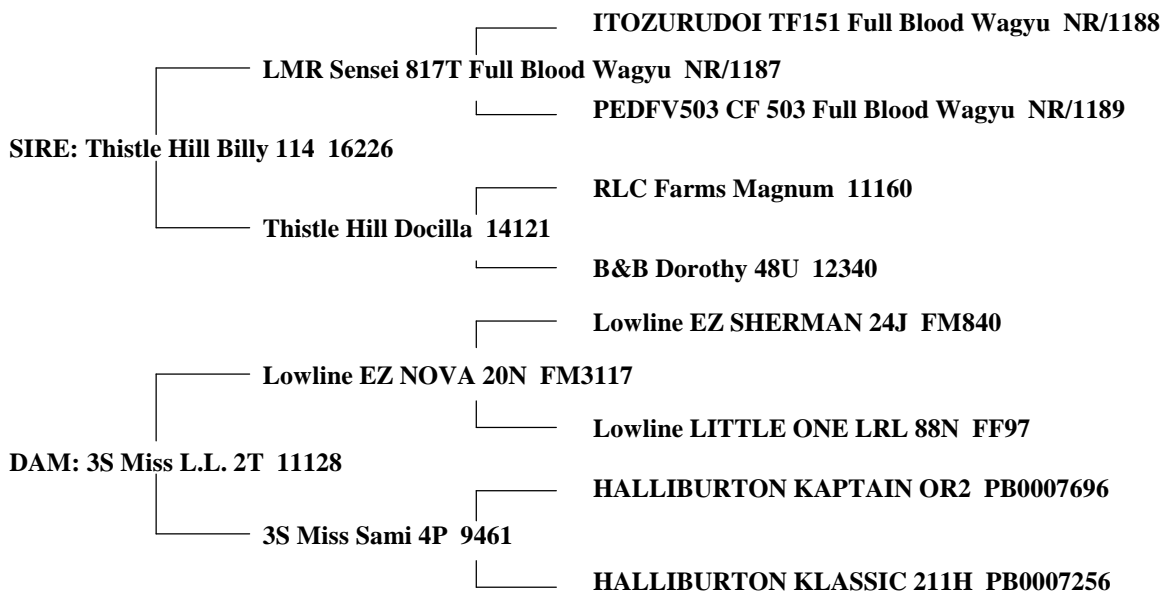 ITOZURUDOI TF151 Full Blood Wagyu NR/1188
LMR Sensei 817T Full Blood Wagyu NR/1187
PEDFV503 CF 503 Full Blood Wagyu NR/1189
SIRE: Thistle Hill Billy 114 16226
RLC Farms Magnum 11160
Thistle Hill Docilla 14121
B&B Dorothy 48U 12340
Lowline EZ SHERMAN 24J FM840
Lowline EZ NOVA 20N FM3117
Lowline LITTLE ONE LRL 88N FF97
DAM: 3S Miss L.L. 2T 11128
HALLIBURTON KAPTAIN OR2 PB0007696
3S Miss Sami 4P 9461
HALLIBURTON KLASSIC 211H PB0007256